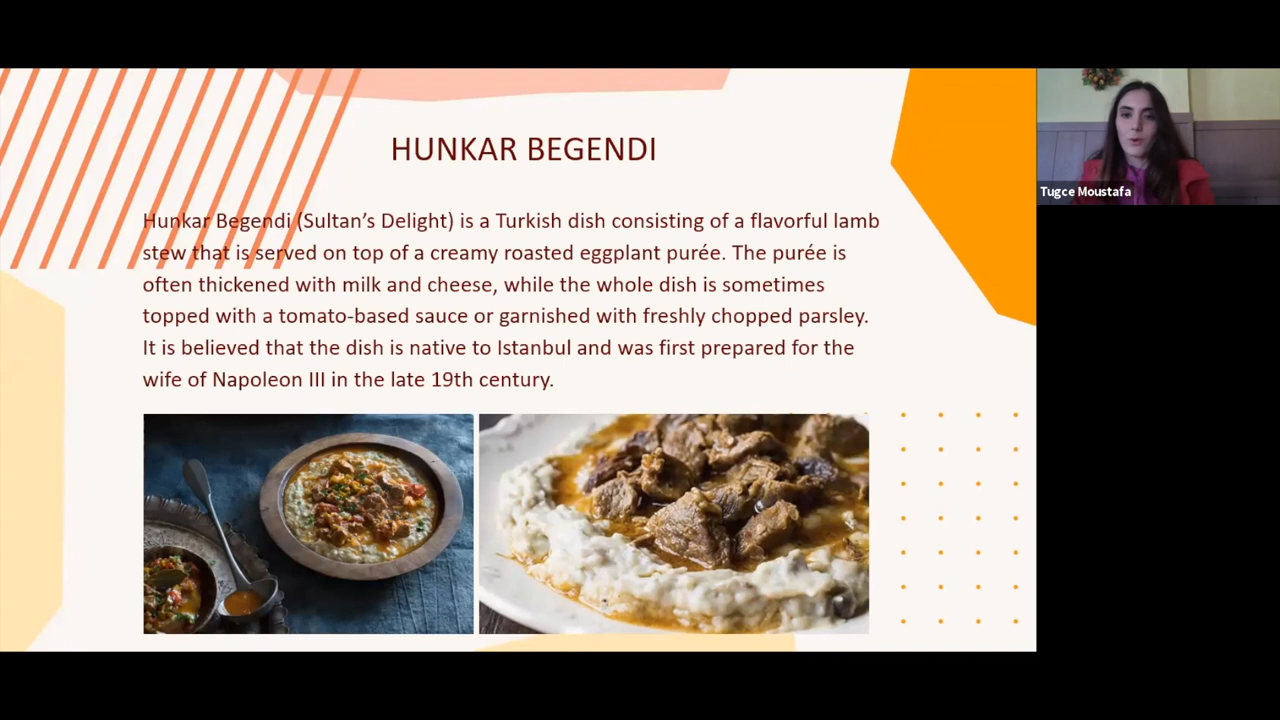 HUNKAR BEGENDI
Hunkar Begendi (Sultan’s Delight) is a Turkish dish consisting of a flavorful lamb
stew that is served on top of a creamy roasted eggplant purée. The purée is
often thickened with milk and cheese, while the whole dish is sometimes
topped with a tomato-based sauce or garnished with freshly chopped parsley.
It is believed that the dish is native to Istanbul and was first prepared for the
wife of Napoleon III in the late 19th century.
Tugce Moustafa